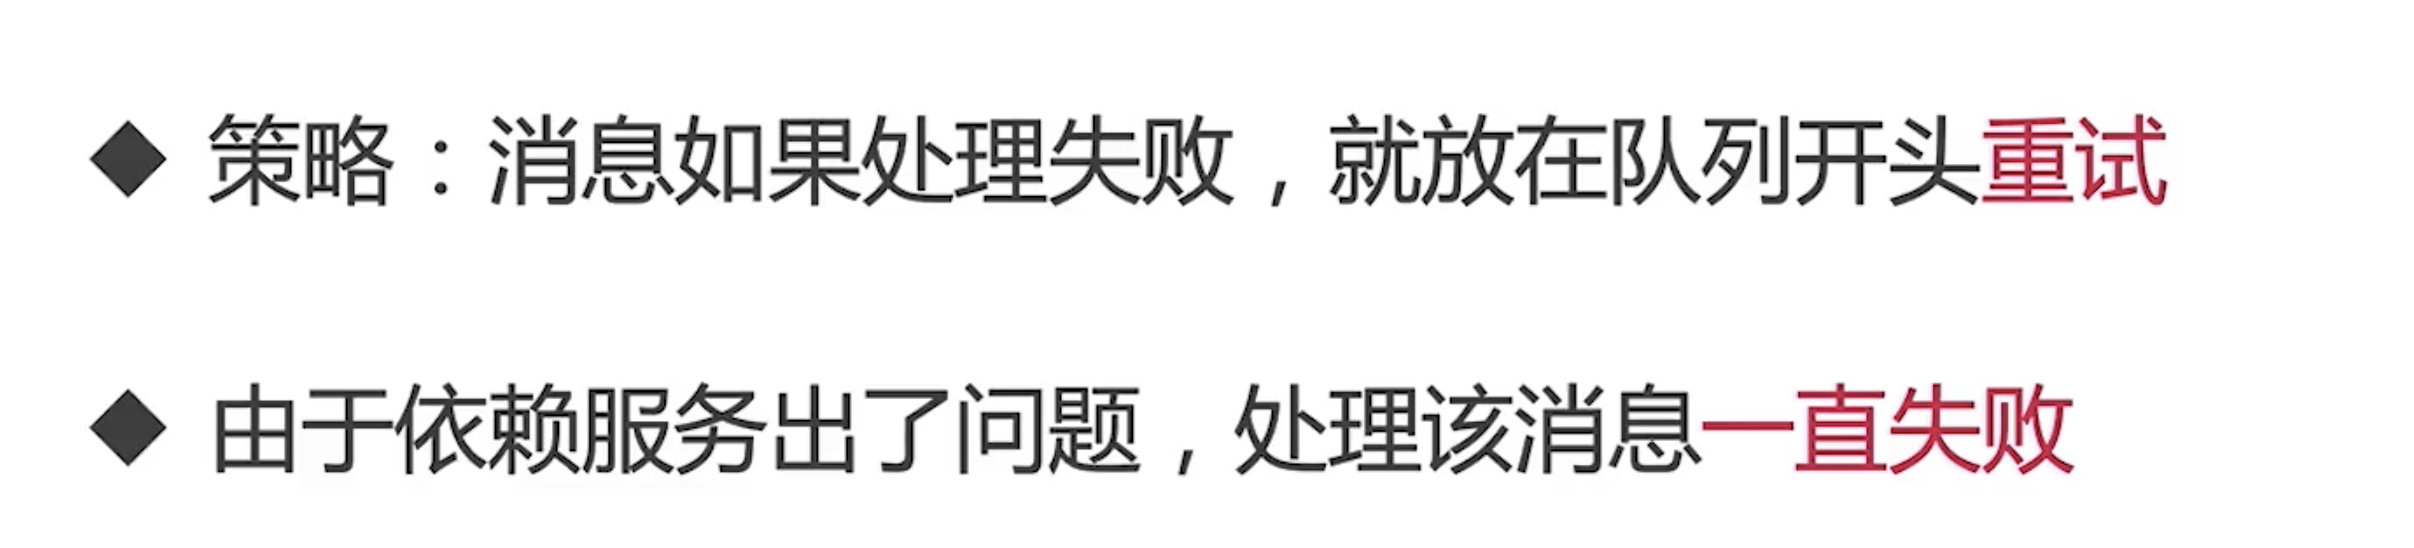 ◆ 策略：消息如果处理失败，就放在队列开头重试
◆ 由于依赖服务出了问题，处理该消息一直失败